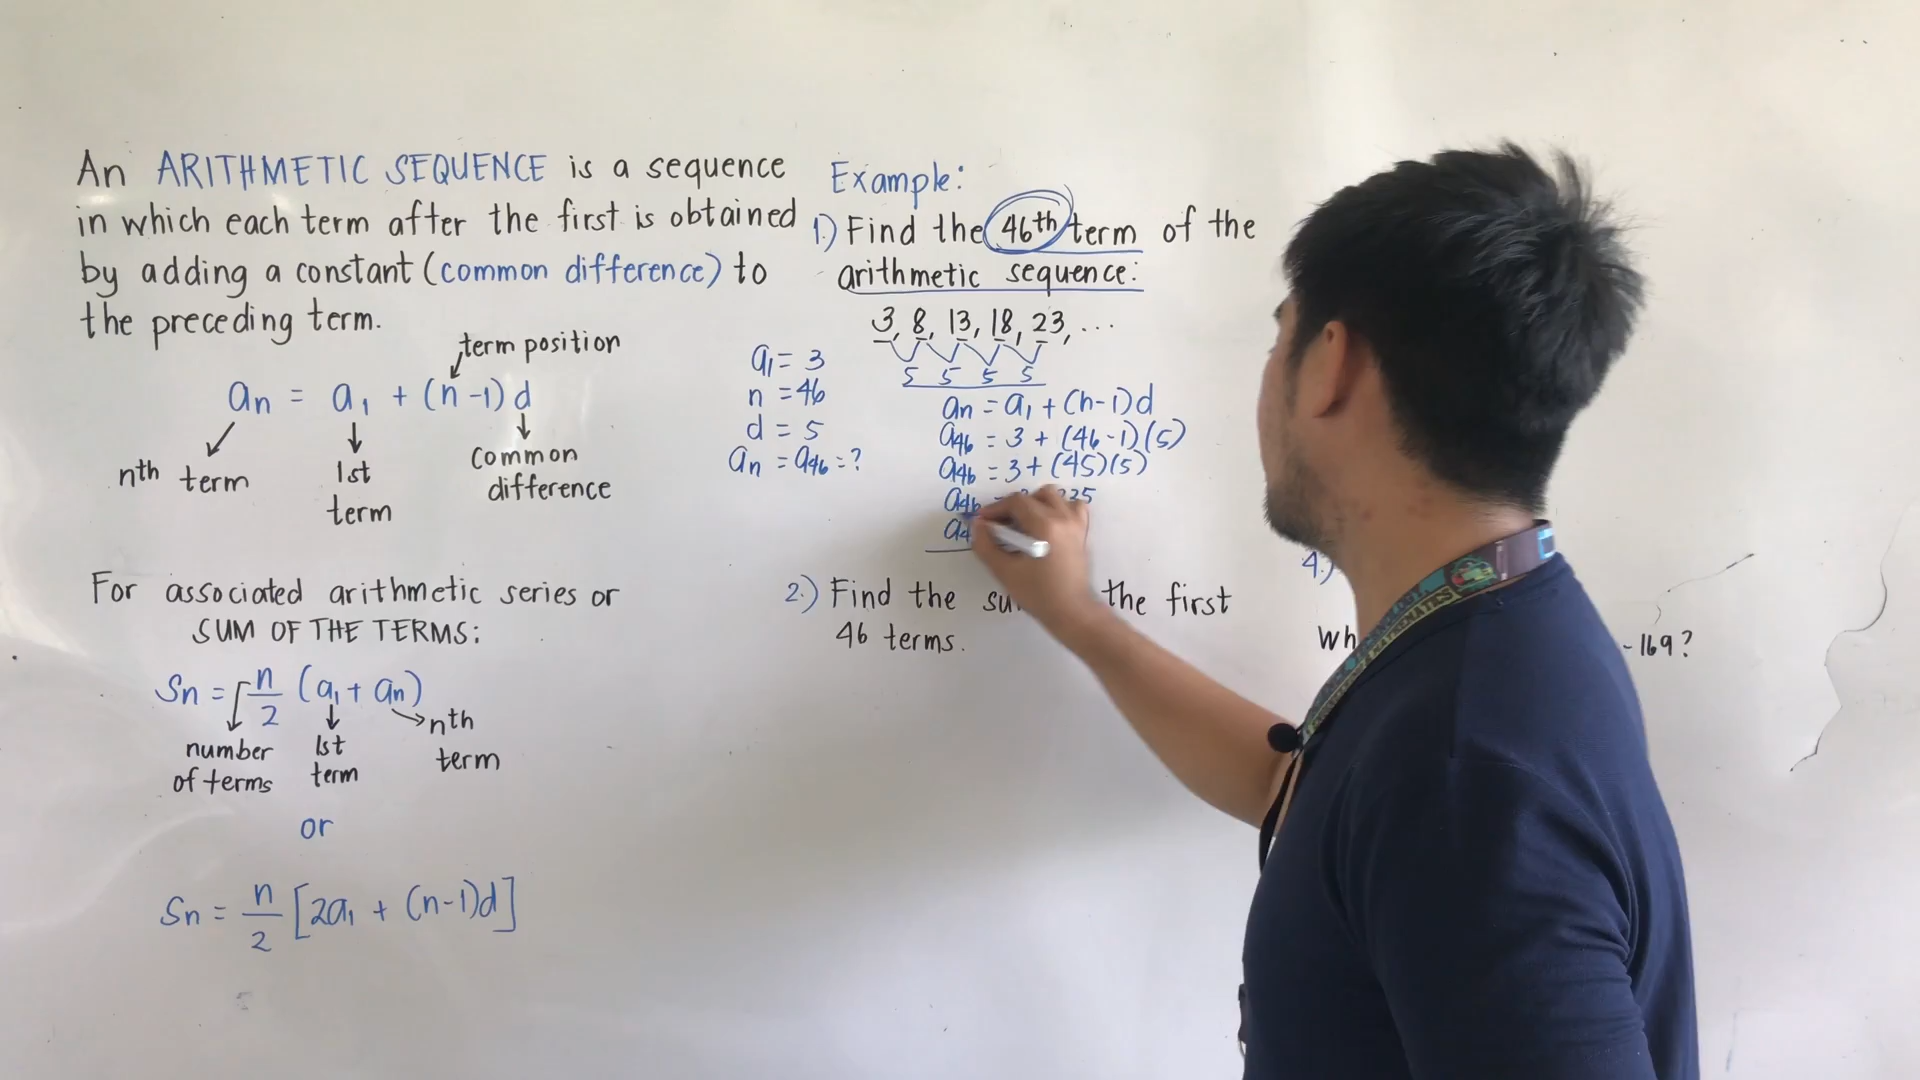 An ARITHMETIC SEQUENCE is a sequence
in which each term after the first is obtained
by adding a constant (common difference) to
the preceding term.
term position
an = a1 + (n-1)d
nth term
1st
term
common
difference
For associated arithmetic series or
SUM OF THE TERMS:
Sn = n/2 (a1 + an)
number
of terms
1st
term
nth
term
or
Sn = n/2 [2a1 + (n-1)d]
Example:
1.) Find the 46th term of the
arithmetic sequence:
3, 8, 13, 18, 23, ...
5 5 5 5
a1 = 3
n = 46
d = 5
an = a46 = ?
an = a1 + (n-1)d
a46 = 3 + (46-1)(5)
a46 = 3 + (45)(5)
a46
2.) Find the the first
46 terms.
4.)
-169?